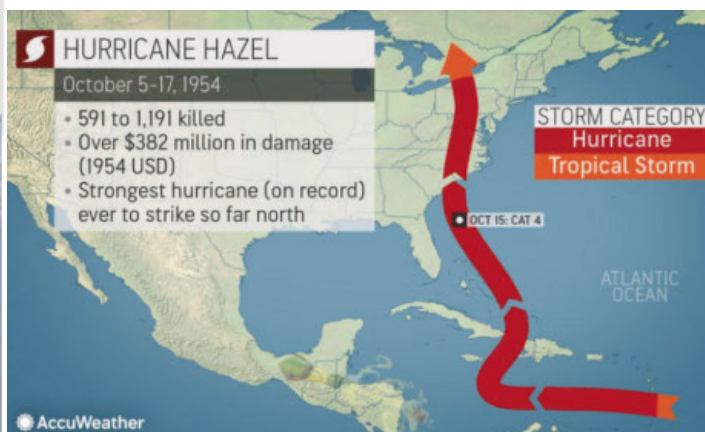 HURRICANE HAZEL
October 5-17, 1954
• 591 to 1,191 killed
• Over $382 million in damage
(1954 USD)
• Strongest hurricane (on record)
ever to strike so far north
STORM CATEGORY
Hurricane
Tropical Storm
OCT 15: CAT 4
ATLANTIC
OCEAN
AccuWeather